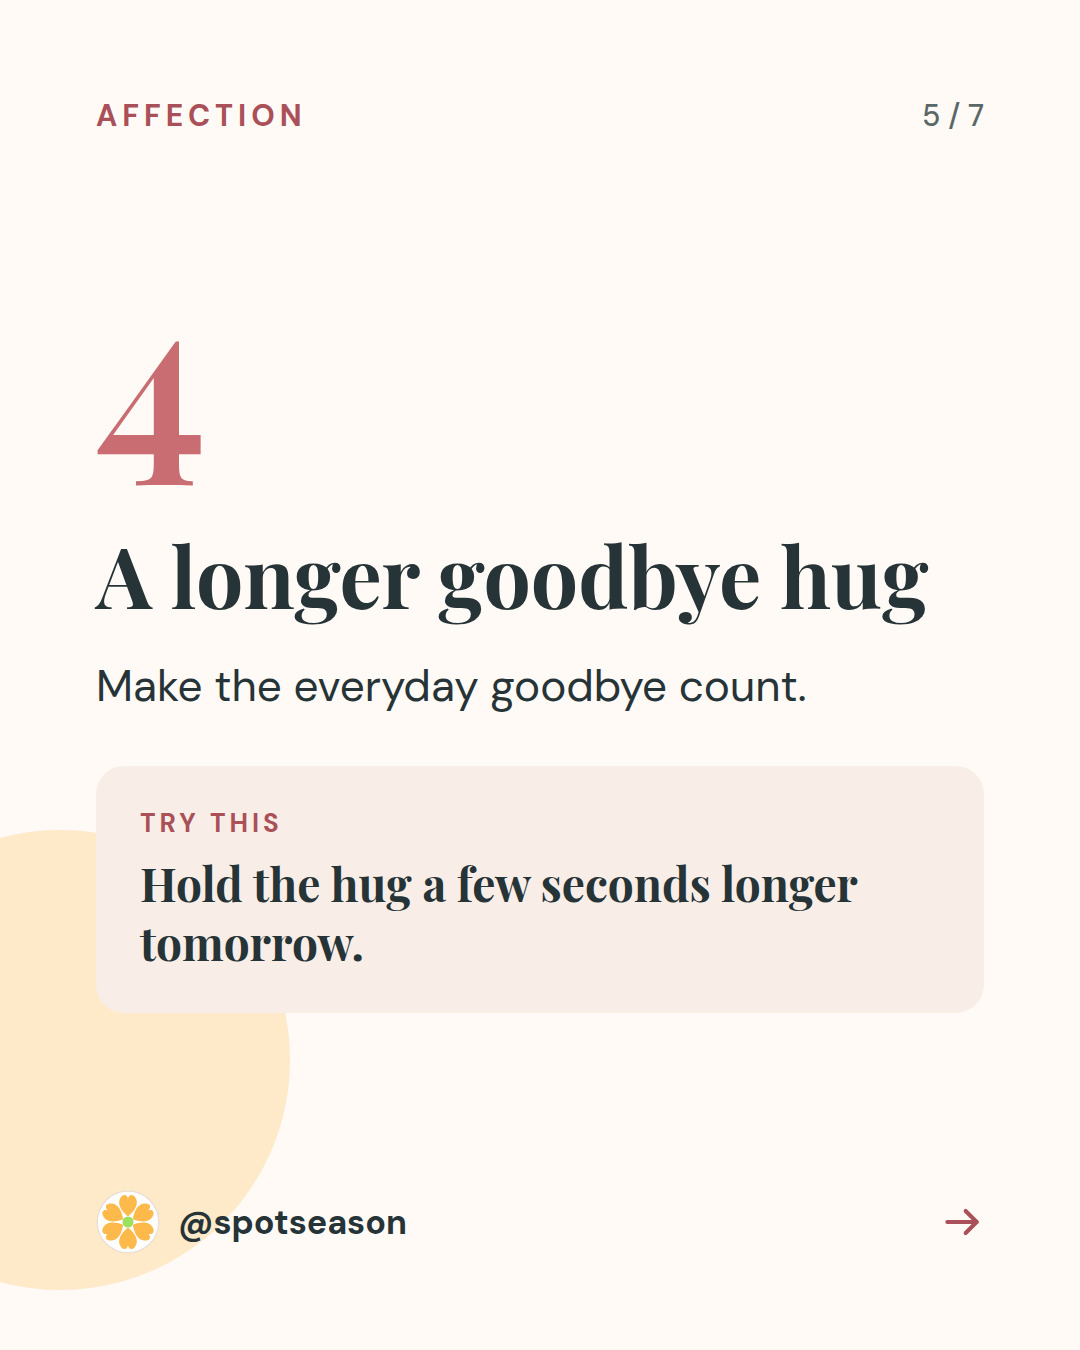 AFFECTION
5 / 7
4
A longer goodbye hug
Make the everyday goodbye count.
TRY THIS
Hold the hug a few seconds longer
tomorrow.
@spotseason